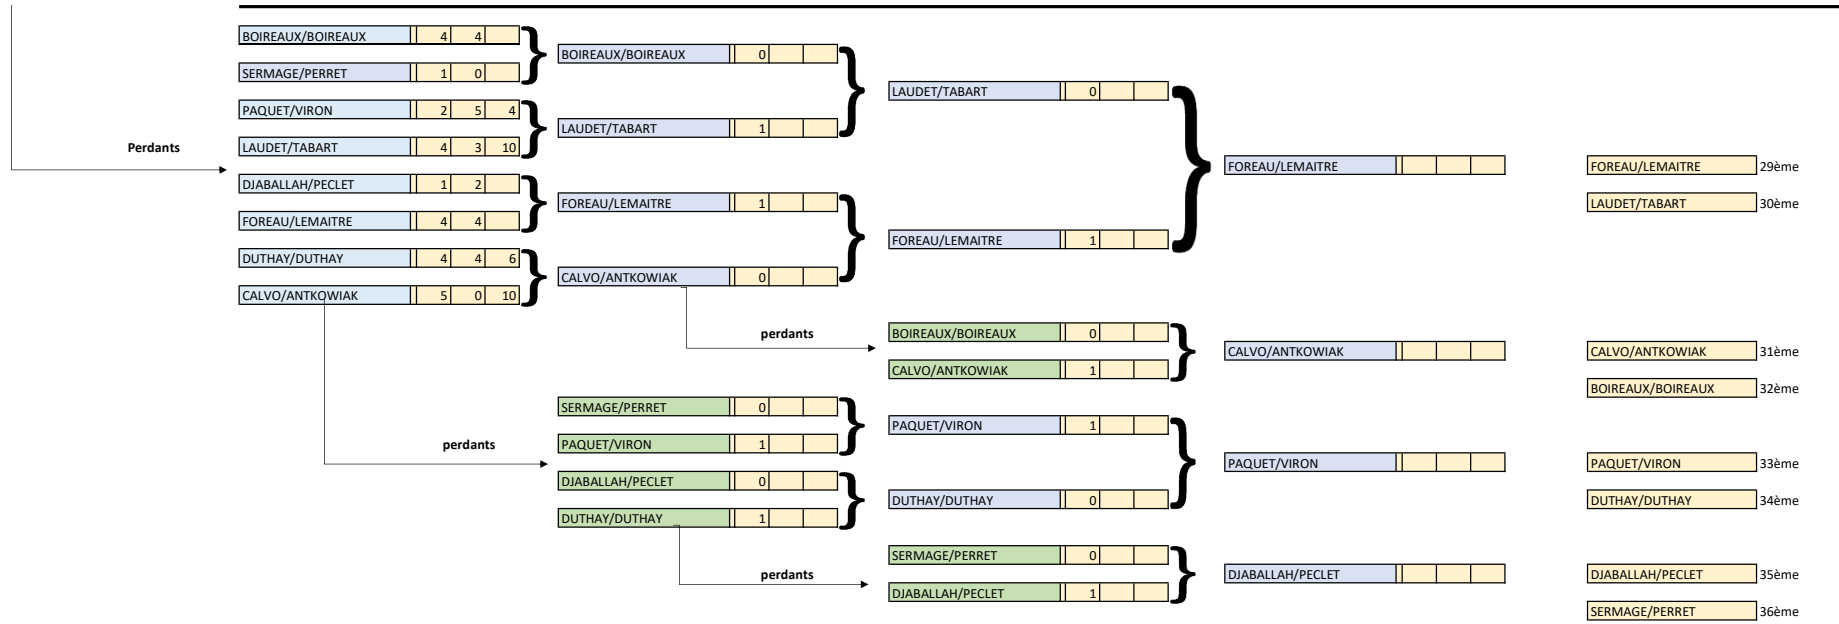 BOIREAUX/BOIREAUX 4 4
BOIREAUX/BOIREAUX 0
SERMAGE/PERRET 1 0
LAUDET/TABART 0
PAQUET/VIRON 2 5 4
LAUDET/TABART 1
Perdants
LAUDET/TABART 4 3 10
FOREAU/LEMAITRE
FOREAU/LEMAITRE 29ème
DJABALLAH/PECLET 1 2
FOREAU/LEMAITRE 1
LAUDET/TABART 30ème
FOREAU/LEMAITRE 4 4
FOREAU/LEMAITRE 1
DUTHAY/DUTHAY 4 4 6
CALVO/ANTKOWIAK 0
CALVO/ANTKOWIAK 5 0 10
perdants
BOIREAUX/BOIREAUX 0
CALVO/ANTKOWIAK
CALVO/ANTKOWIAK 31ème
CALVO/ANTKOWIAK 1
BOIREAUX/BOIREAUX 32ème
SERMAGE/PERRET 0
PAQUET/VIRON 1
perdants
PAQUET/VIRON 1
PAQUET/VIRON
PAQUET/VIRON 33ème
DJABALLAH/PECLET 0
DUTHAY/DUTHAY 0
DUTHAY/DUTHAY 34ème
DUTHAY/DUTHAY 1
SERMAGE/PERRET 0
perdants
DJABALLAH/PECLET
DJABALLAH/PECLET 35ème
DJABALLAH/PECLET 1
SERMAGE/PERRET 36ème